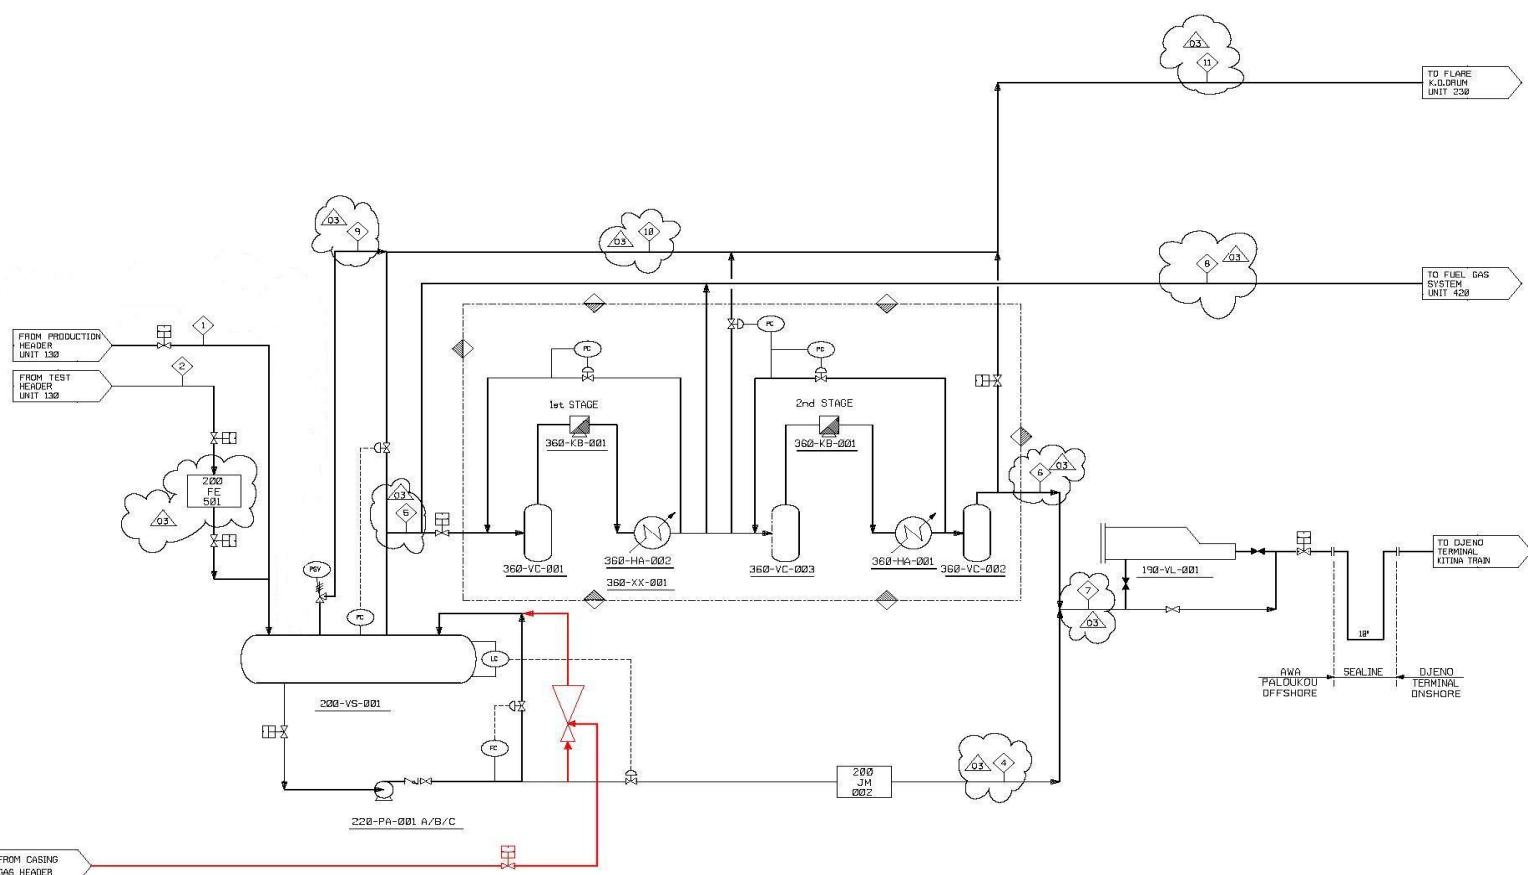 03
11
TO FLARE
K.O.DRUM
UNIT 230
03
9
03
10
8
03
TO FUEL GAS
SYSTEM
UNIT 420
FROM PRODUCTION
HEADER
UNIT 130
1
FROM TEST
HEADER
UNIT 130
2
PC
PC
PC
1st STAGE
360-KB-001
2nd STAGE
360-KB-001
200
FE
501
03
03
6
6
03
360-VC-001
360-HA-002
360-XX-001
360-VC-003
360-HA-001
360-VC-002
190-VL-001
TO DJENO
TERMINAL
KITINA TRAIN
PSV
PC
7
03
18"
LC
200-VS-001
AWA
PALOUKOU
OFFSHORE
SEALINE
DJENO
TERMINAL
ONSHORE
FC
200
JM
002
03
4
220-PA-001 A/B/C
FROM CASING
GAS HEADER